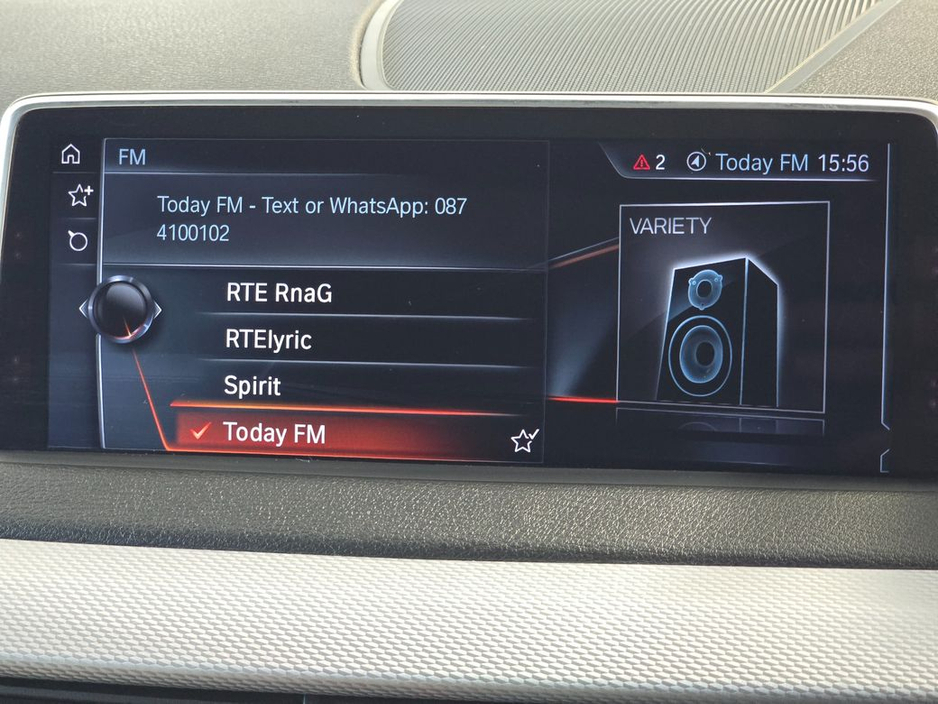 FM
2 Today FM 15:56
Today FM - Text or WhatsApp: 087
4100102
VARIETY
RTE RnaG
RTElyric
Spirit
Today FM